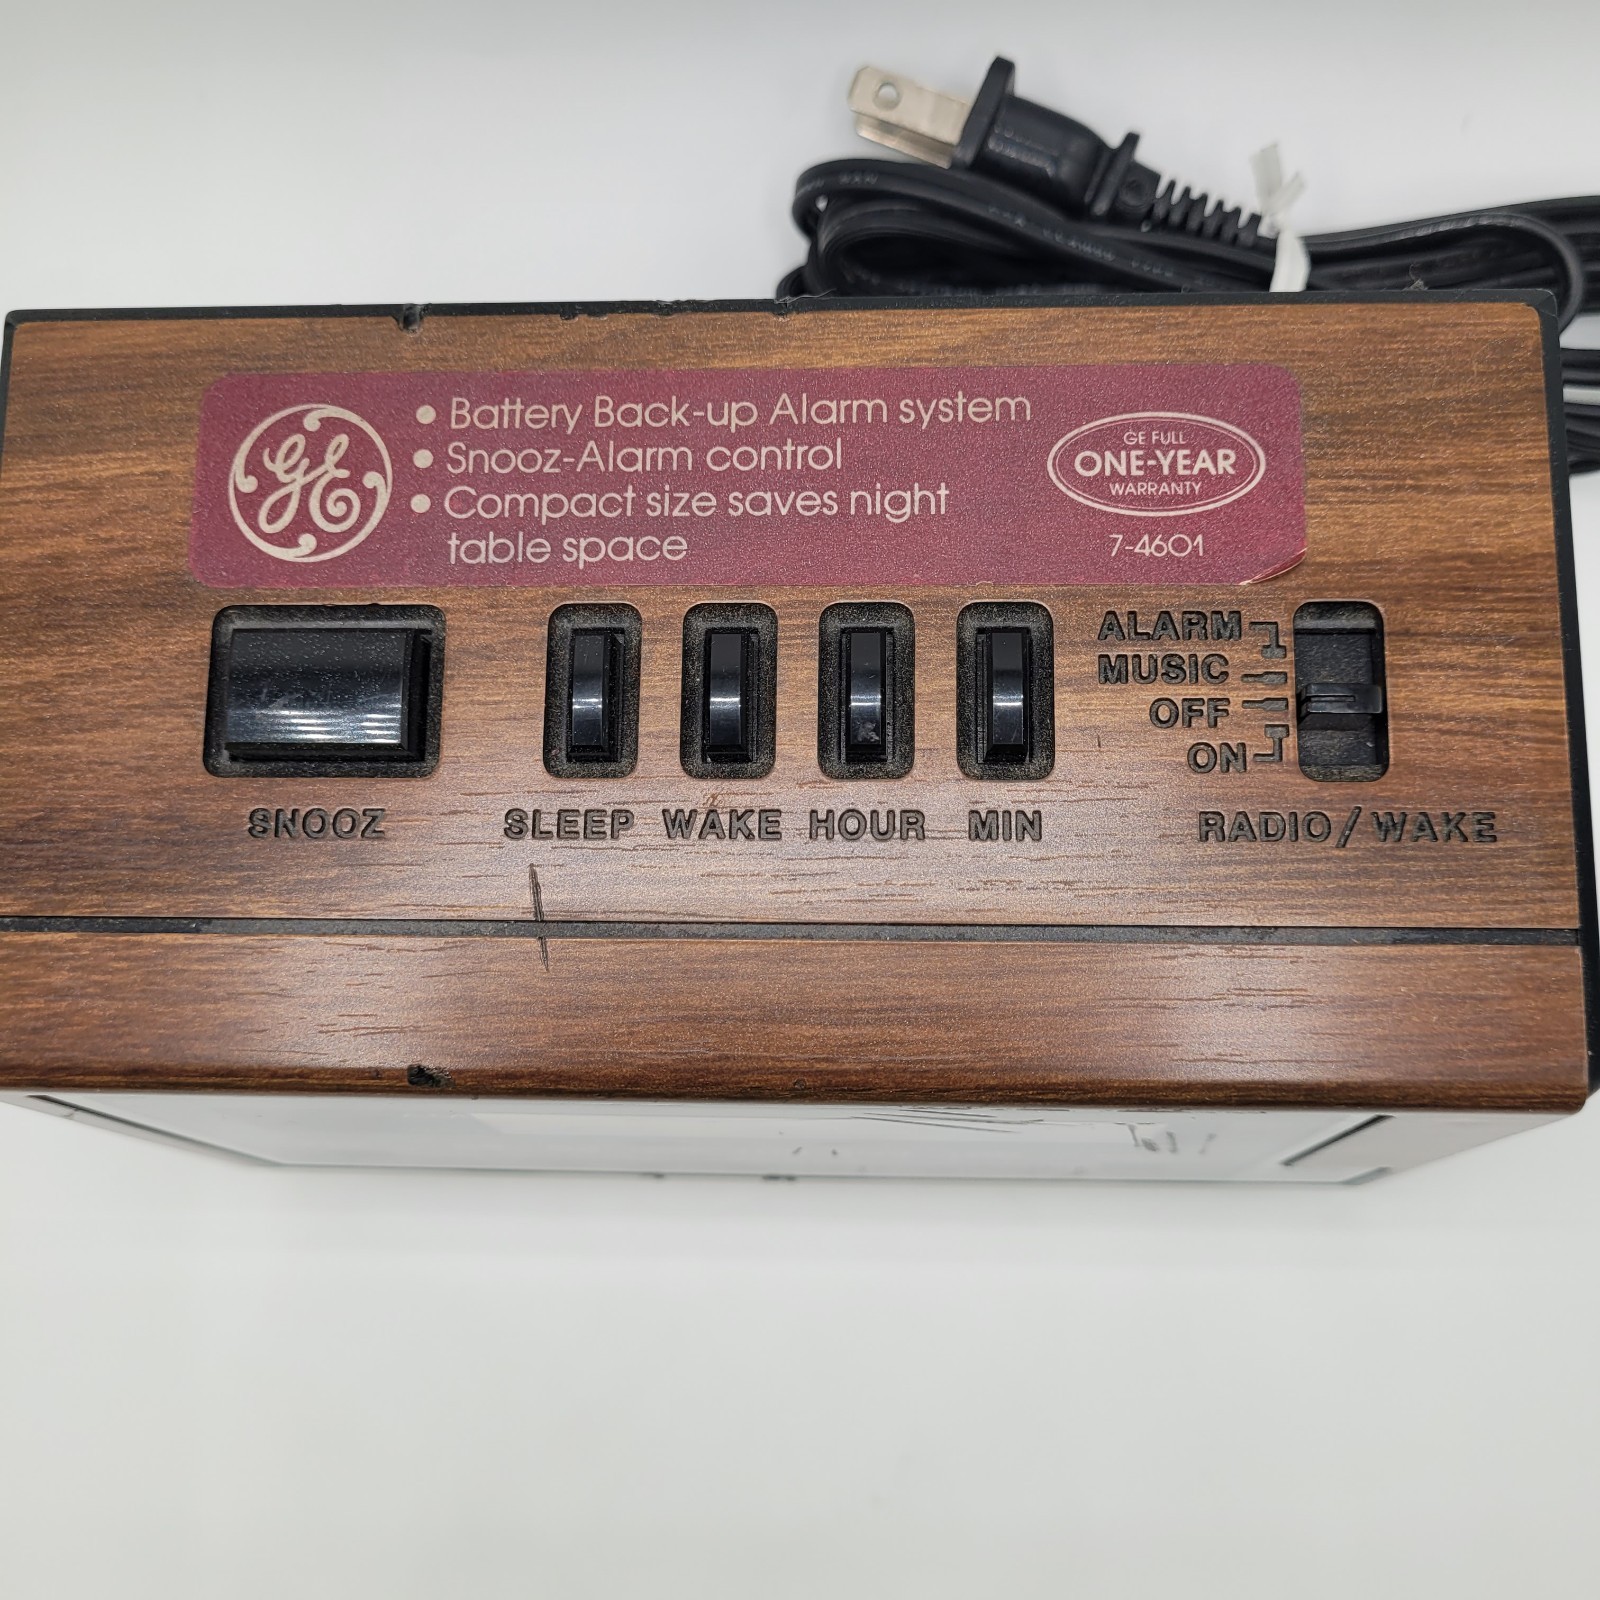 GE
• Battery Back-up Alarm system
• Snooz-Alarm control
• Compact size saves night
table space
GE FULL
ONE-YEAR
WARRANTY
7-4601
ALARM
MUSIC
OFF
ON
SNOOZ SLEEP WAKE HOUR MIN RADIO/WAKE